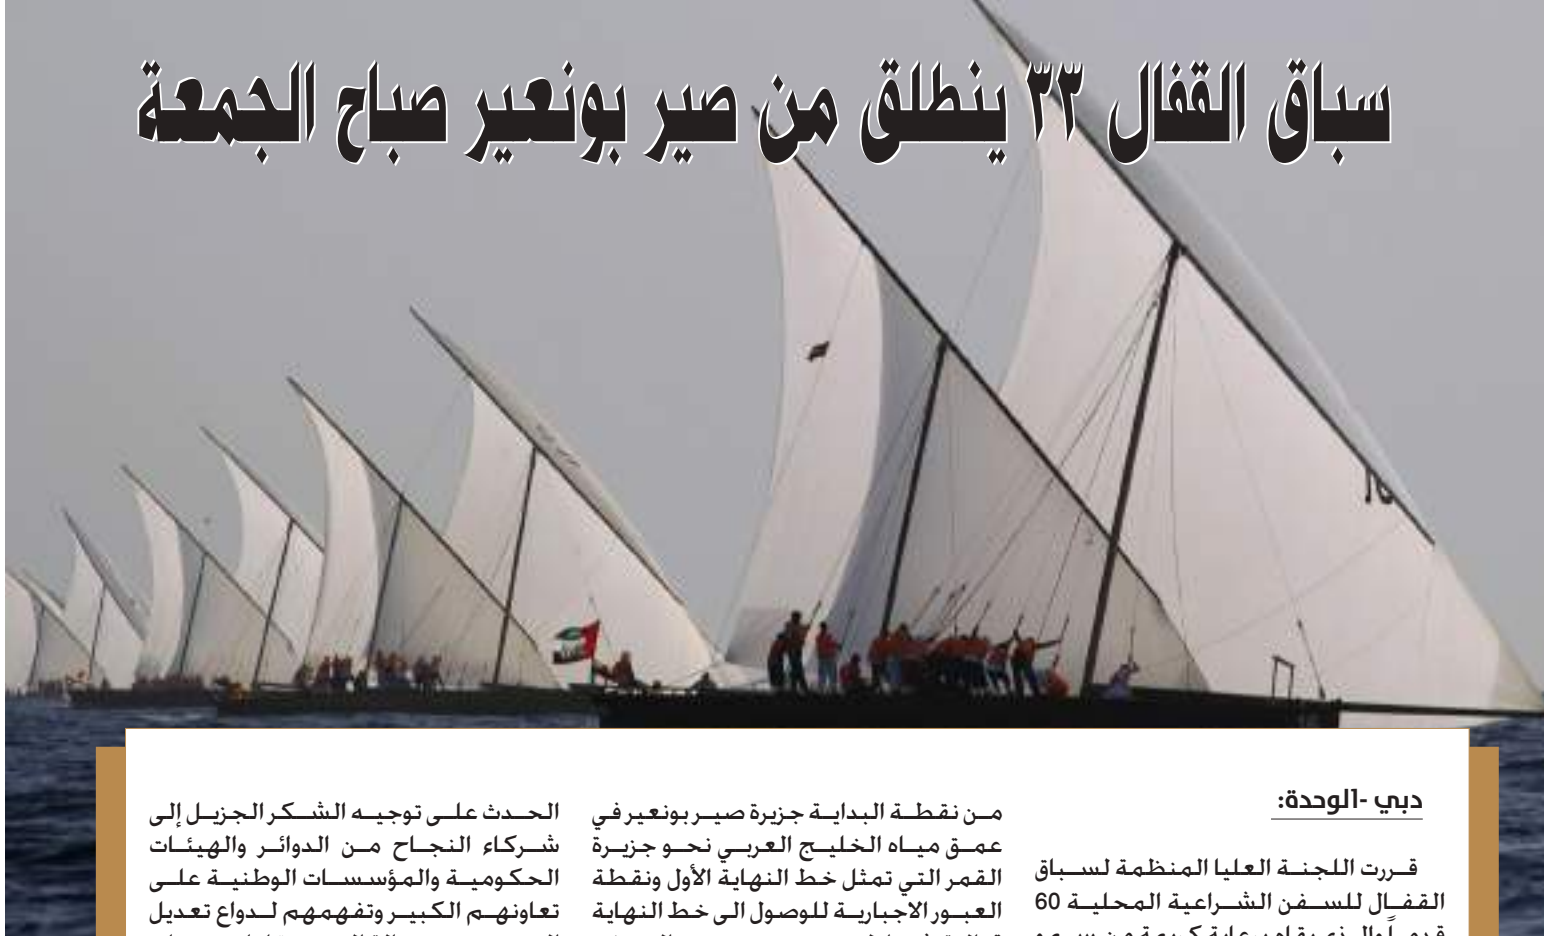 سباق القفال ٣٣ ينطلق من صير بونعير صباح الجمعة
دبي -الوحدة:
قررت اللجنة العليا المنظمة لسباق
القفال للسفن الشراعية المحلية 60
من نقطة البداية جزيرة صير بونعير في
عمق مياه الخليج العربي نحو جزيرة
القمر التي تمثل خط النهاية الأول ونقطة
العبور الاجبارية للوصول الى خط النهاية
الحدث على توجيه الشكر الجزيل إلى
شركاء النجاح من الدوائر والهيئات
الحكومية والمؤسسات الوطنية على
تعاونهم الكبير وتفهمهم لدواع تعديل